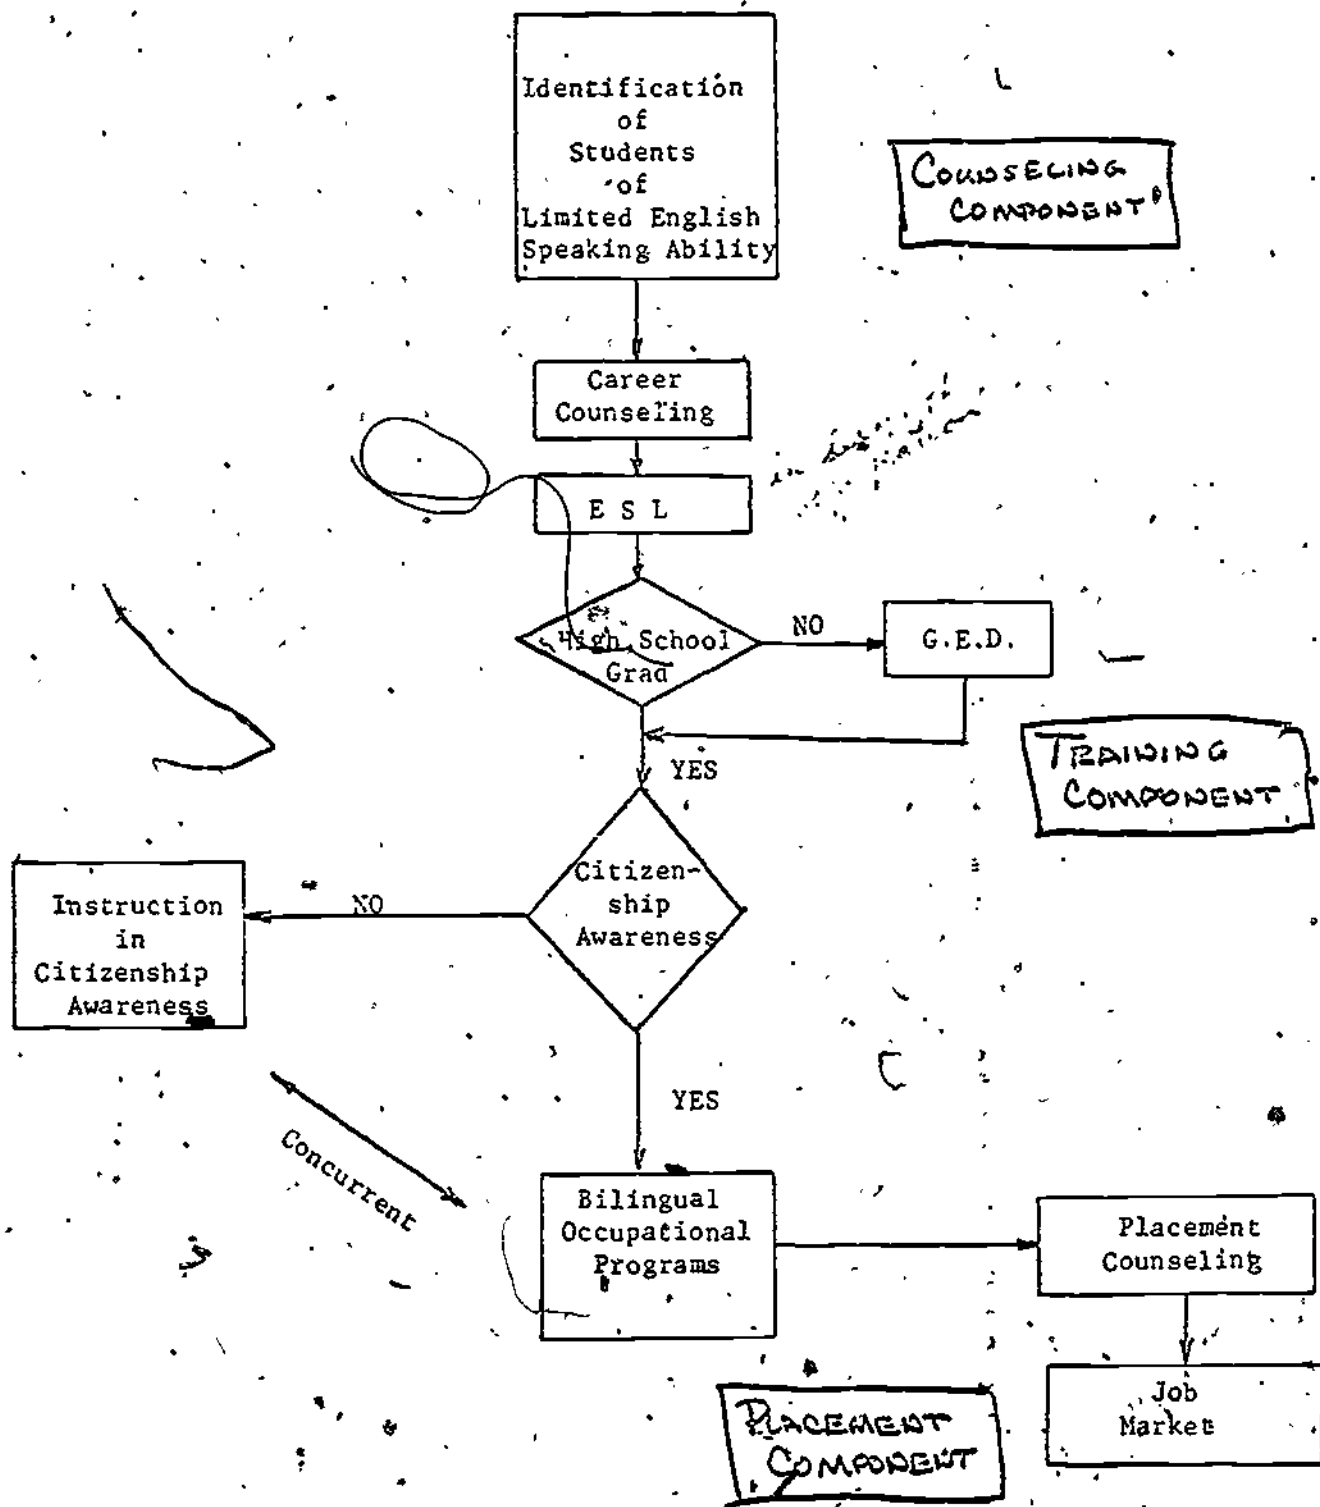 Identification
of
Students
of
Limited English
Speaking Ability
COUNSELING
COMPONENT
Career
Counseling
E S L
High School
Grad
NO
G.E.D.
YES
TRAINING
COMPONENT
Citizen-
ship
Awareness
NO
Instruction
in
Citizenship
Awareness
YES
Concurrent
Bilingual
Occupational
Programs
Placement
Counseling
Job
Market
PLACEMENT
COMPONENT